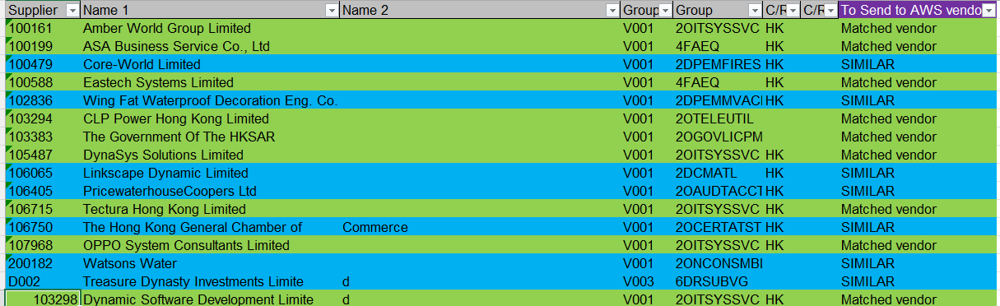 Supplier Name 1 Name 2 Group Group C/R C/R To Send to AWS vendo
100161 Amber World Group Limited V001 2OITSYSSVC HK Matched vendor
100199 ASA Business Service Co., Ltd V001 4FAEQ HK Matched vendor
100479 Core-World Limited V001 2DPEMFIRES HK SIMILAR
100588 Eastech Systems Limited V001 4FAEQ HK Matched vendor
102836 Wing Fat Waterproof Decoration Eng. Co. V001 2DPEMMVAC HK SIMILAR
103294 CLP Power Hong Kong Limited V001 2OTELEUTIL Matched vendor
103383 The Government Of The HKSAR V001 2OGOVLICPM Matched vendor
105487 DynaSys Solutions Limited V001 2OITSYSSVC HK Matched vendor
106065 Linkscape Dynamic Limited V001 2DCMATL HK SIMILAR
106405 PricewaterhouseCoopers Ltd V001 2OAUDTACCT HK SIMILAR
106715 Tectura Hong Kong Limited V001 2OITSYSSVC HK Matched vendor
106750 The Hong Kong General Chamber of Commerce V001 2OCERTATST HK SIMILAR
107968 OPPO System Consultants Limited V001 2OITSYSSVC HK Matched vendor
200182 Watsons Water V001 2ONCONSMBI SIMILAR
D002 Treasure Dynasty Investments Limite d V003 6DRSUBVG SIMILAR
103298 Dynamic Software Development Limite d V001 2OITSYSSVC HK Matched vendor